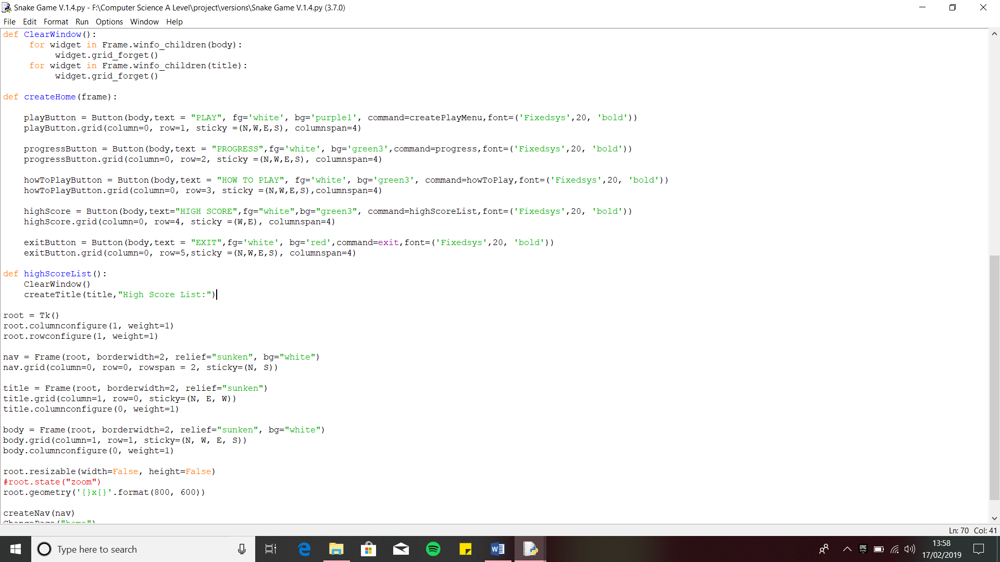 Snake Game V.1.4.py - F:\Computer Science A Level\project\versions\Snake Game V.1.4.py (3.7.0)
File Edit Format Run Options Window Help
def ClearWindow():
     for widget in Frame.winfo_children(body):
          widget.grid_forget()
     for widget in Frame.winfo_children(title):
          widget.grid_forget()
def createHome(frame):
    playButton = Button(body,text = "PLAY", fg='white', bg='purple1', command=createPlayMenu,font=('Fixedsys',20, 'bold'))
    playButton.grid(column=0, row=1, sticky =(N,W,E,S), columnspan=4)
    progressButton = Button(body,text = "PROGRESS",fg='white', bg='green3',command=progress,font=('Fixedsys',20, 'bold'))
    progressButton.grid(column=0, row=2, sticky =(N,W,E,S), columnspan=4)
    howToPlayButton = Button(body,text = "HOW TO PLAY", fg='white', bg='green3', command=howToPlay,font=('Fixedsys',20, 'bold'))
    howToPlayButton.grid(column=0, row=3, sticky =(N,W,E,S),columnspan=4)
    highScore = Button(body,text="HIGH SCORE",fg="white",bg="green3", command=highScoreList,font=('Fixedsys',20, 'bold'))
    highScore.grid(column=0, row=4, sticky =(W,E), columnspan=4)
    exitButton = Button(body,text = "EXIT",fg='white', bg='red',command=exit,font=('Fixedsys',20, 'bold'))
    exitButton.grid(column=0, row=5,sticky =(N,W,E,S), columnspan=4)
def highScoreList():
    ClearWindow()
    createTitle(title,"High Score List:")
root = Tk()
root.columnconfigure(1, weight=1)
root.rowconfigure(1, weight=1)
nav = Frame(root, borderwidth=2, relief="sunken", bg="white")
nav.grid(column=0, row=0, rowspan = 2, sticky=(N, S))
title = Frame(root, borderwidth=2, relief="sunken")
title.grid(column=1, row=0, sticky=(N, E, W))
title.columnconfigure(0, weight=1)
body = Frame(root, borderwidth=2, relief="sunken", bg="white")
body.grid(column=1, row=1, sticky=(N, W, E, S))
body.columnconfigure(0, weight=1)
root.resizable(width=False, height=False)
#root.state("zoom")
root.geometry('{}x{}'.format(800, 600))
createNav(nav)
ChangePage("home")
Ln: 70 Col: 41
Type here to search
EPIC GAMES
13:58
17/02/2019